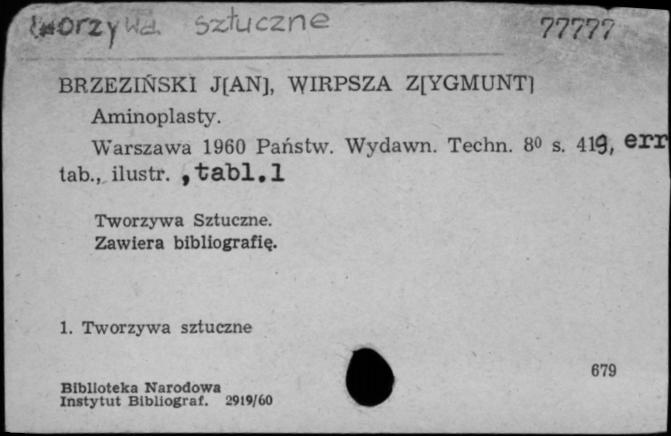 tworzywa sztuczne 77777
BRZEZIŃSKI J[AN], WIRPSZA Z[YGMUNT]
Aminoplasty.
Warszawa 1960 Państw. Wydawn. Techn. 8⁰ s. 419, err
tab., ilustr. , tabl.1
Tworzywa Sztuczne.
Zawiera bibliografię.
1. Tworzywa sztuczne
679
Biblioteka Narodowa
Instytut Bibliograf. 2919/60